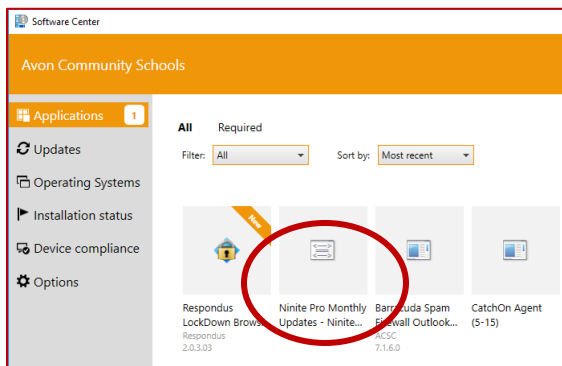 Software Center
Avon Community Schools
Applications 1
Updates
Operating Systems
Installation status
Device compliance
Options
All Required
Filter: All Sort by: Most recent
New
Respondus
LockDown Brows...
Respondus
2.0.3.03
Ninite Pro Monthly
Updates - Ninite...
Barracuda Spam
Firewall Outlook...
ACSC
7.1.6.0
CatchOn Agent
(5-15)